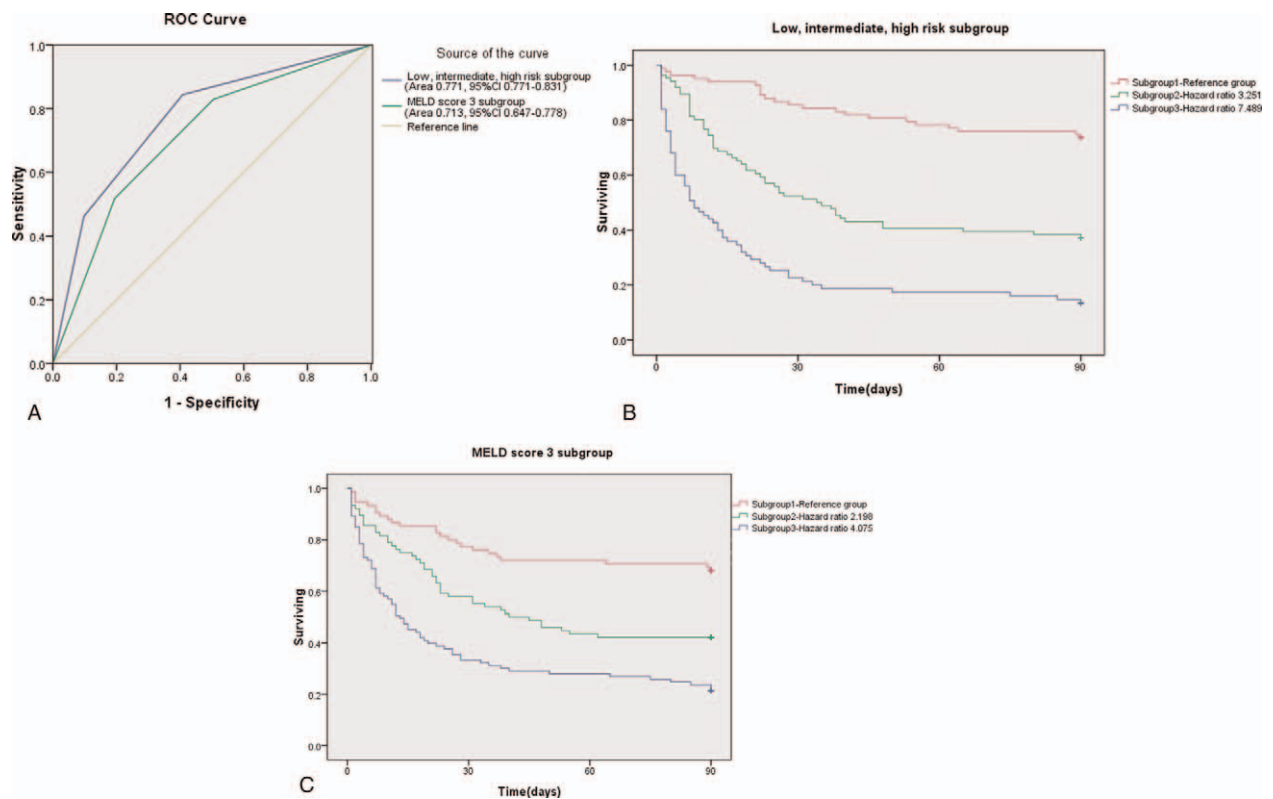 ROC Curve
1.0
0.8
0.6
0.4
0.2
0.0
0.0
0.2
0.4
0.6
0.8
1.0
Sensitivity
1 - Specificity
Source of the curve
Low, intermediate, high risk subgroup
(Area 0.771, 95%CI 0.771-0.831)
MELD score 3 subgroup
(Area 0.713, 95%CI 0.647-0.778)
Reference line
A
Low, intermediate, high risk subgroup
1.0
0.8
0.6
0.4
0.2
0.0
0
30
60
90
Surviving
Time(days)
Subgroup1-Reference group
Subgroup2-Hazard ratio 3.251
Subgroup3-Hazard ratio 7.489
B
MELD score 3 subgroup
1.0
0.8
0.6
0.4
0.2
0.0
0
30
60
90
Surviving
Time(days)
Subgroup1-Reference group
Subgroup2-Hazard ratio 2.198
Subgroup3-Hazard ratio 4.075
C